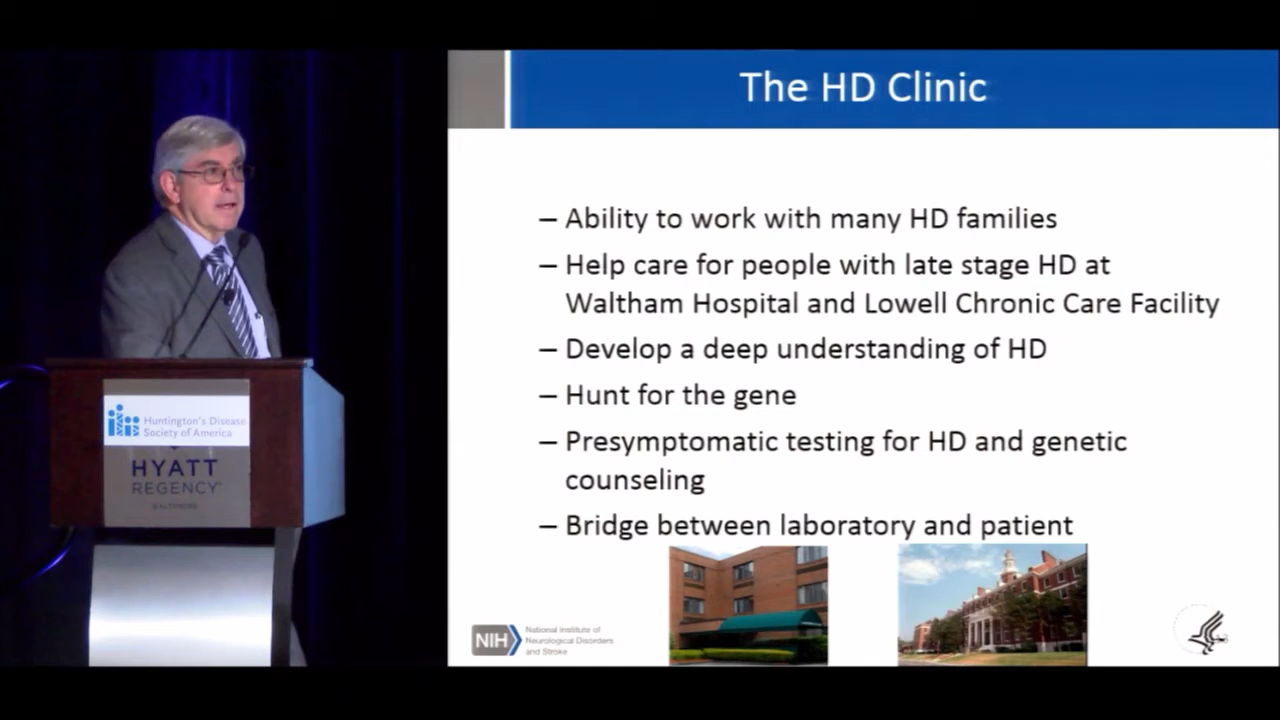 The HD Clinic
– Ability to work with many HD families
– Help care for people with late stage HD at
Waltham Hospital and Lowell Chronic Care Facility
– Develop a deep understanding of HD
– Hunt for the gene
– Presymptomatic testing for HD and genetic
counseling
– Bridge between laboratory and patient
Huntington's Disease
Society of America
HYATT
REGENCY
BALTIMORE
NIH
National Institute of
Neurological Disorders
and Stroke